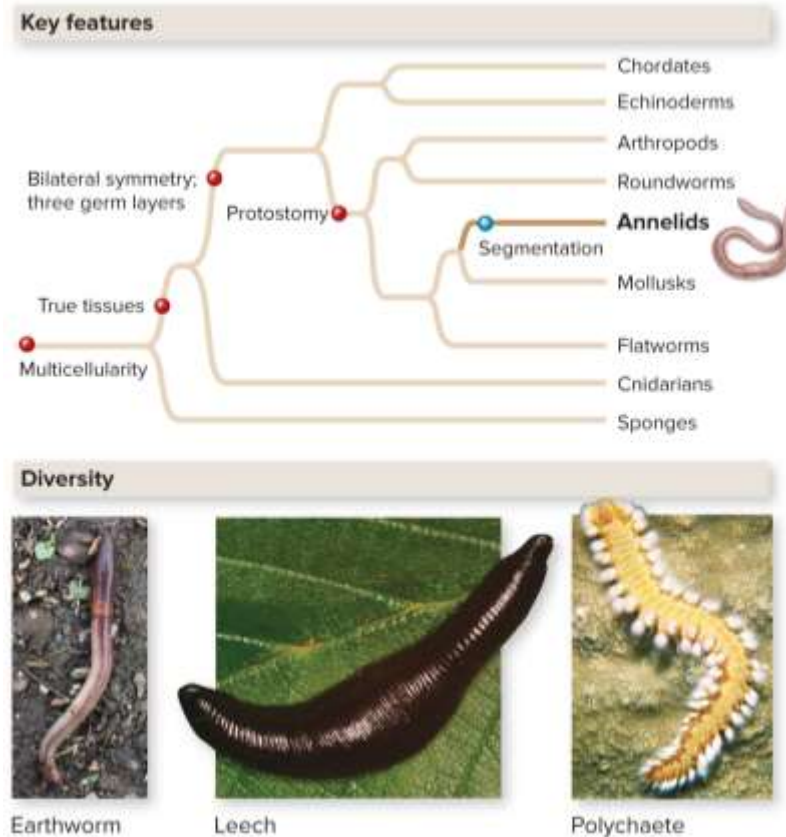 Key features
Chordates
Echinoderms
Arthropods
Bilateral symmetry;
three germ layers
Roundworms
Protostomy
Annelids
Segmentation
Mollusks
True tissues
Flatworms
Multicellularity
Cnidarians
Sponges
Diversity
Earthworm
Leech
Polychaete